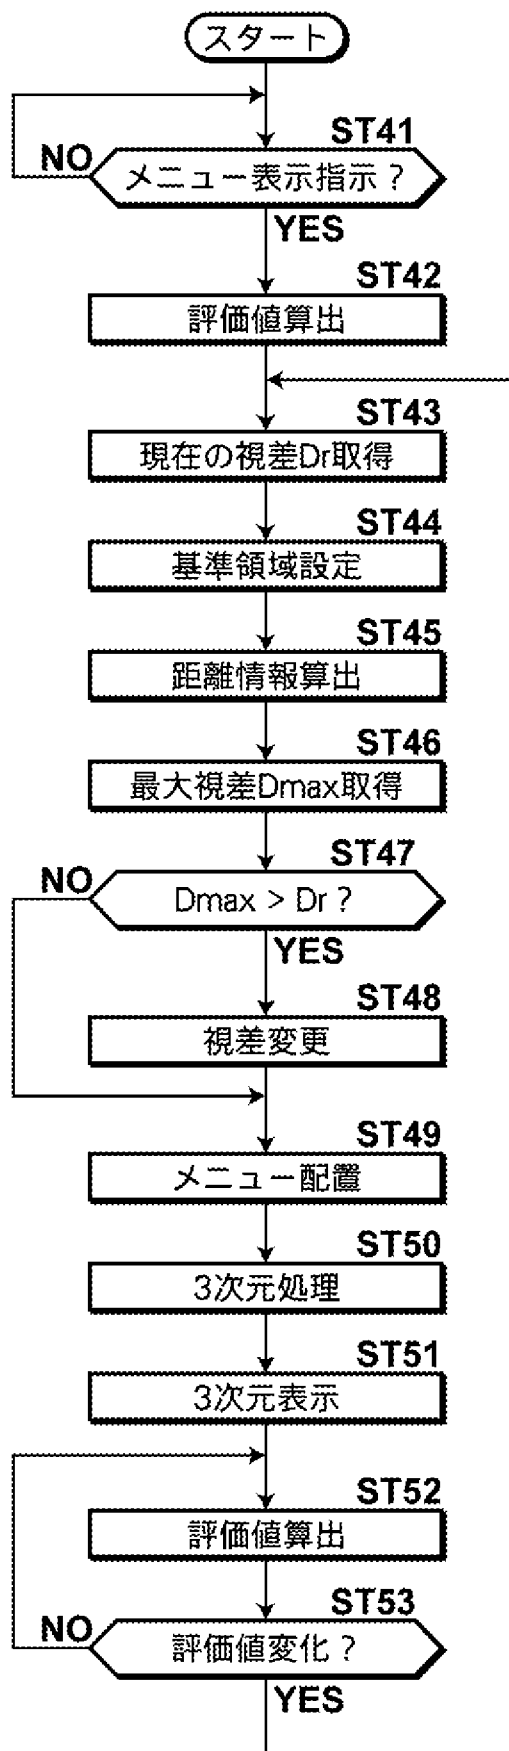 スタート
ST41
NO
メニュー表示指示？
YES
ST42
評価値算出
ST43
現在の視差Dr取得
ST44
基準領域設定
ST45
距離情報算出
ST46
最大視差Dmax取得
ST47
NO
Dmax > Dr？
YES
ST48
視差変更
ST49
メニュー配置
ST50
3次元処理
ST51
3次元表示
ST52
評価値算出
ST53
NO
評価値変化？
YES